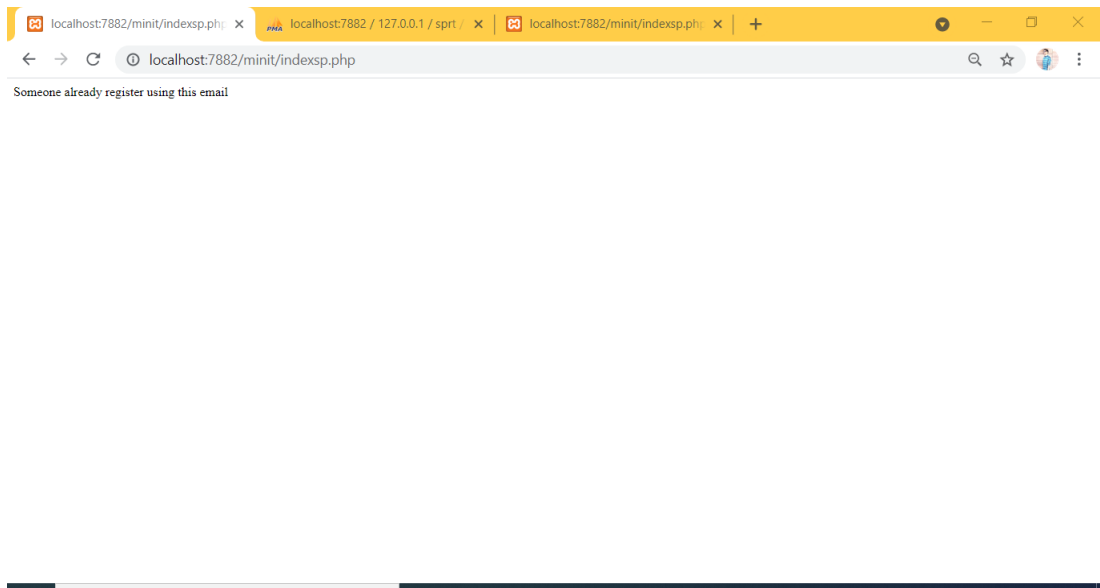 localhost:7882/minit/indexsp.php
localhost:7882 / 127.0.0.1 / sprt /
localhost:7882/minit/indexsp.php
localhost:7882/minit/indexsp.php
Someone already register using this email